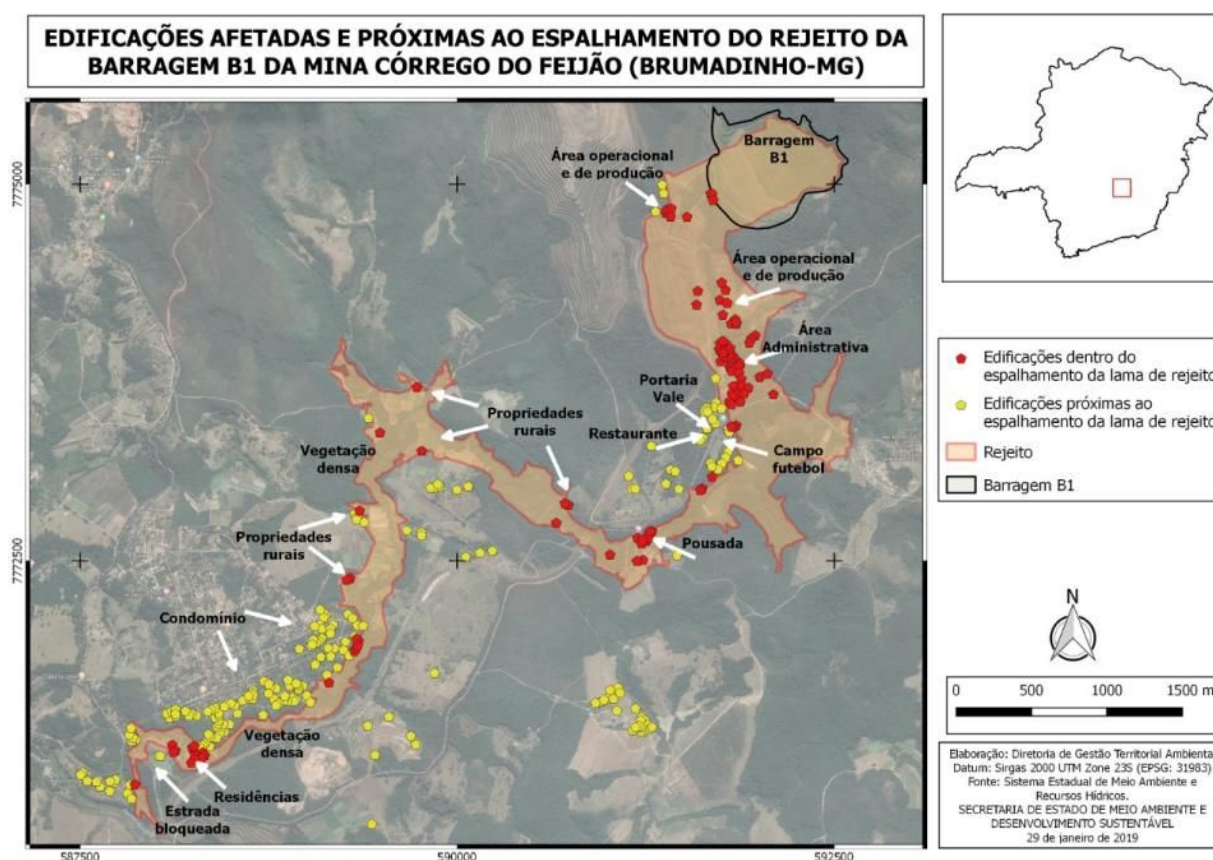 EDIFICAÇÕES AFETADAS E PRÓXIMAS AO ESPALHAMENTO DO REJEITO DA
BARRAGEM B1 DA MINA CÓRREGO DO FEIJÃO (BRUMADINHO-MG)
7775000
7772500
587500
590000
592500
Barragem
B1
Área operacional
e de produção
Área operacional
e de produção
Área
Administrativa
Portaria
Vale
Restaurante
Campo
futebol
Propriedades
rurais
Vegetação
densa
Propriedades
rurais
Pousada
Condomínio
Vegetação
densa
Residências
Estrada
bloqueada
Edificações dentro do
espalhamento da lama de rejeito
Edificações próximas ao
espalhamento da lama de rejeito
Rejeito
Barragem B1
N
0 500 1000 1500 m
Elaboração: Diretoria de Gestão Territorial Ambiental
Datum: Sirgas 2000 UTM Zone 23S (EPSG: 31983)
Fonte: Sistema Estadual de Meio Ambiente e
Recursos Hídricos.
SECRETARIA DE ESTADO DE MEIO AMBIENTE E
DESENVOLVIMENTO SUSTENTÁVEL
29 de janeiro de 2019